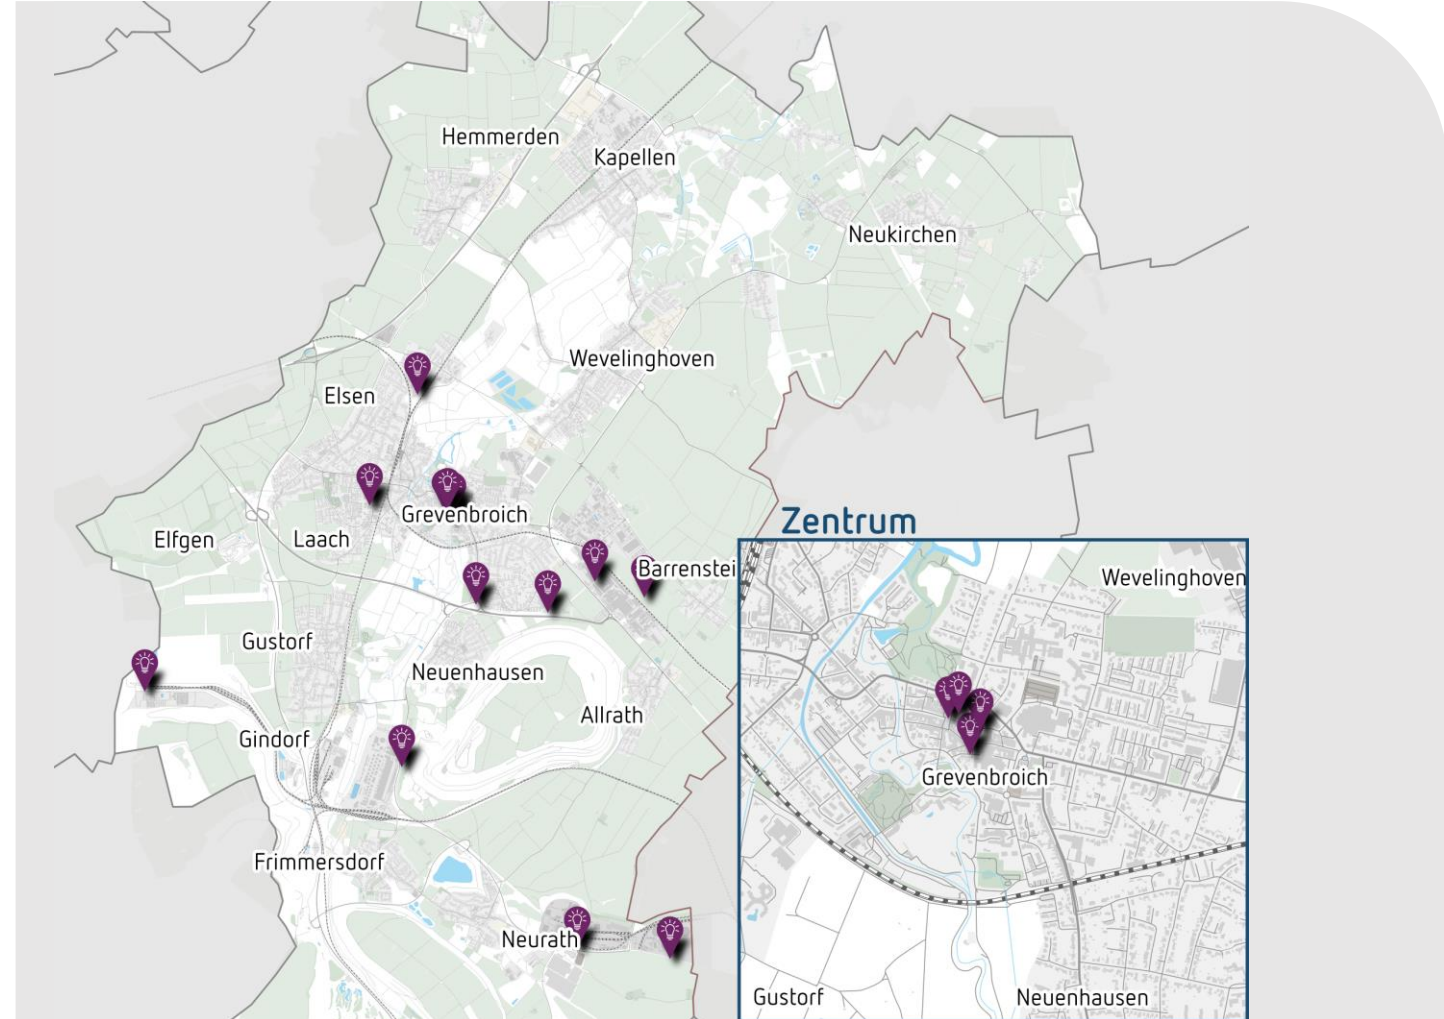 Hemmerden
Kapellen
Neukirchen
Wevelinghoven
Elsen
Grevenbroich
Elfgen
Laach
Barrenstei
Gustorf
Neuenhausen
Allrath
Gindorf
Frimmersdorf
Neurath
Zentrum
Wevelinghoven
Grevenbroich
Gustorf
Neuenhausen